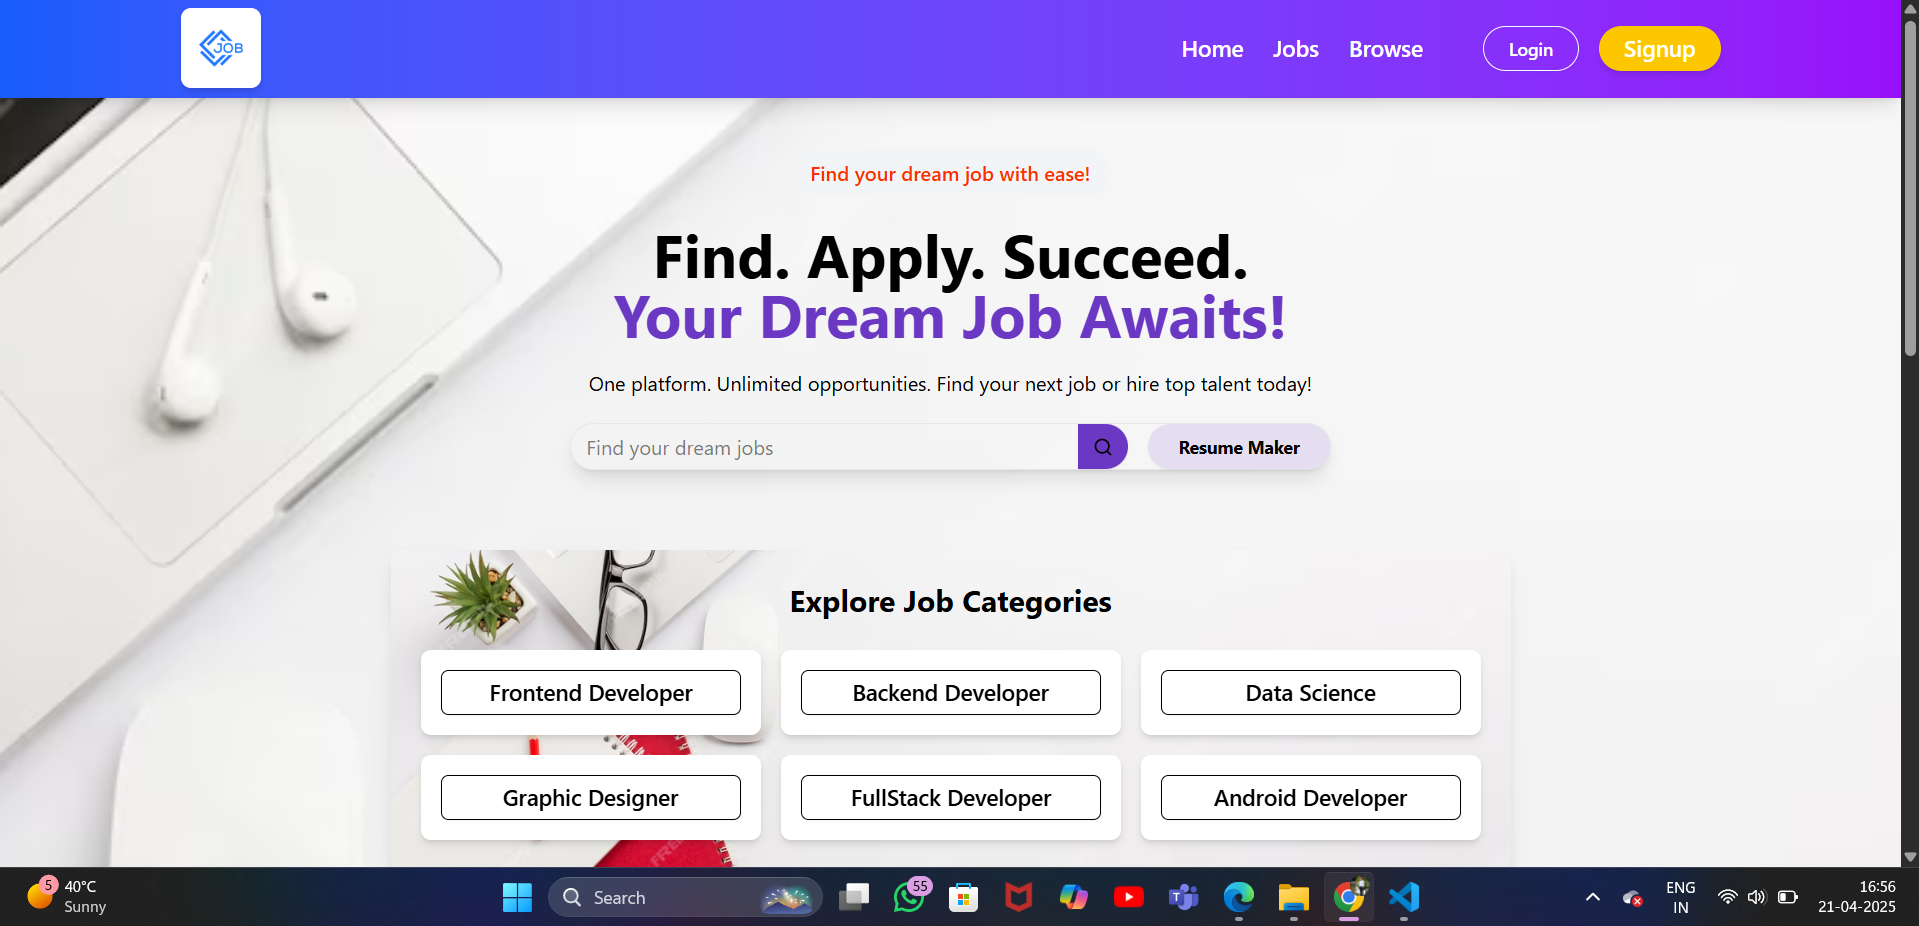 JOB
Home Jobs Browse Login Signup
Find your dream job with ease!
Find. Apply. Succeed.
Your Dream Job Awaits!
One platform. Unlimited opportunities. Find your next job or hire top talent today!
Find your dream jobs Resume Maker
Explore Job Categories
Frontend Developer Backend Developer Data Science
Graphic Designer FullStack Developer Android Developer
5 40°C
Sunny
Search
55
ENG
IN
16:56
21-04-2025